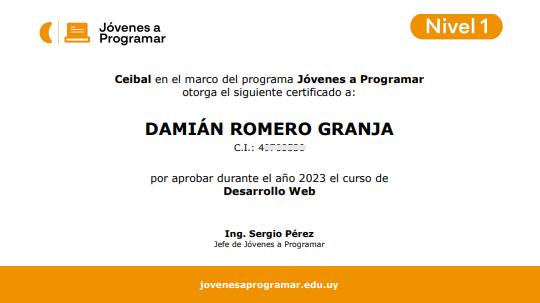 Jóvenes a
Programar
Nivel 1
Ceibal en el marco del programa Jóvenes a Programar
otorga el siguiente certificado a:
DAMIÁN ROMERO GRANJA
C.I.: 4
por aprobar durante el año 2023 el curso de
Desarrollo Web
Ing. Sergio Pérez
Jefe de Jóvenes a Programar
jovenesaprogramar.edu.uy